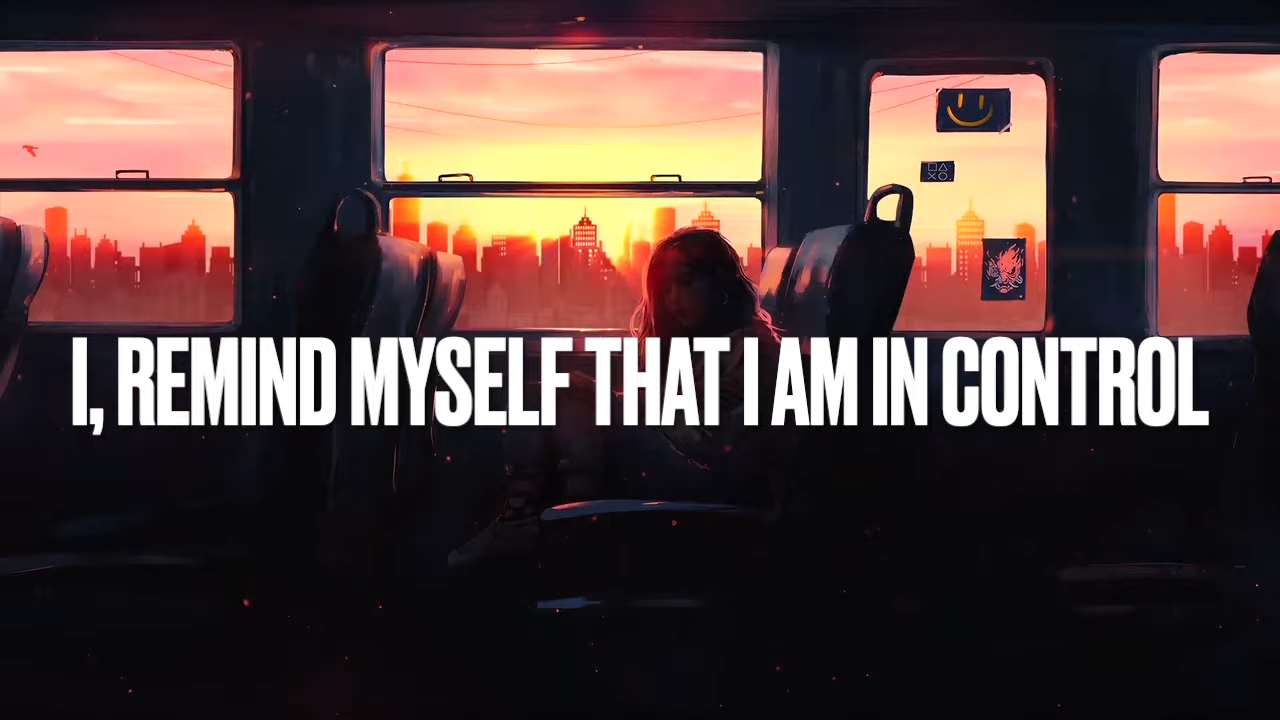 I, REMIND MYSELF THAT I AM IN CONTROL